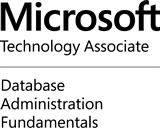 Microsoft
Technology Associate
Database
Administration
Fundamentals